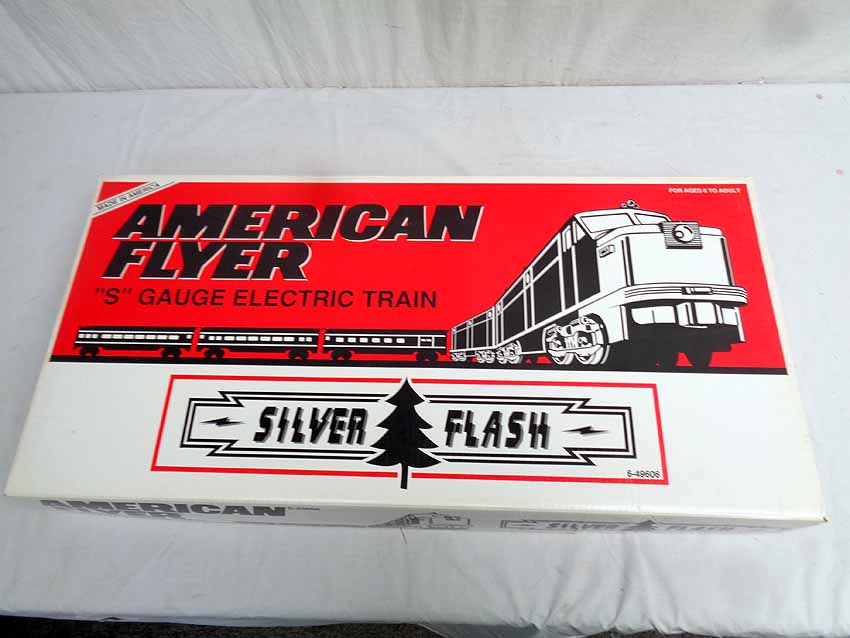 MADE IN AMERICA
FOR AGES 8 TO ADULT
AMERICAN
FLYER
"S" GAUGE ELECTRIC TRAIN
SILVER FLASH
6-49606
AMERICAN
FLYER
SILVER FLASH